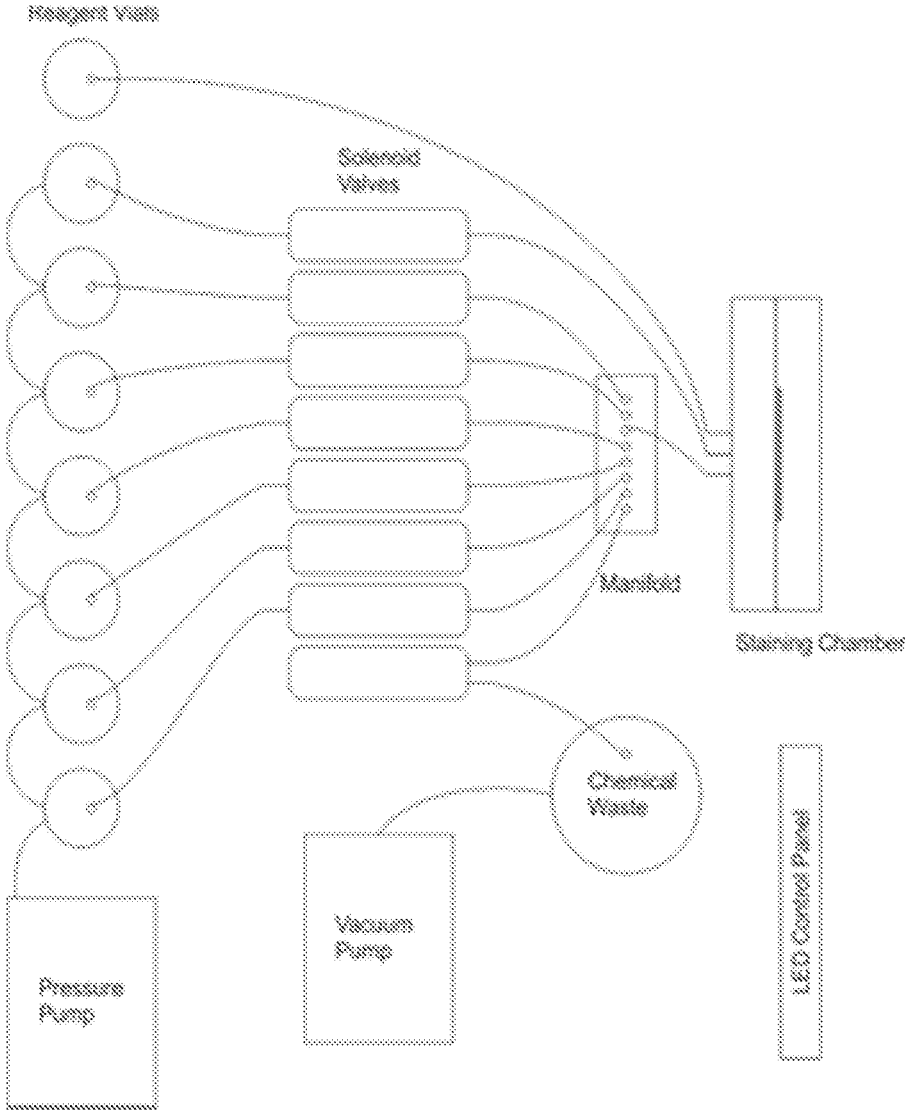 Reagent Vials
Solenoid
Valves
Manifold
Staining Chamber
Chemical
Waste
Vacuum
Pump
LED Control Panel
Pressure
Pump